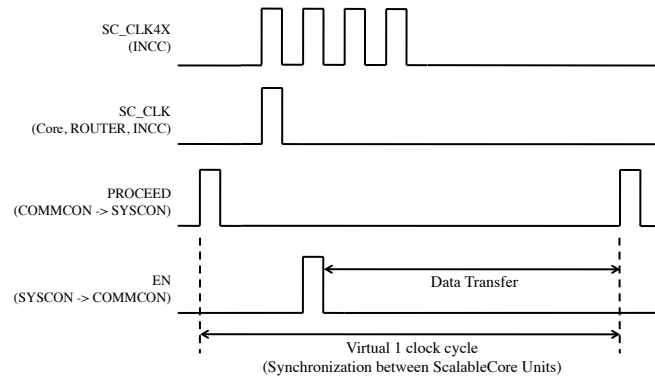 SC_CLK4X
(INCC)
SC_CLK
(Core, ROUTER, INCC)
PROCEED
(COMMCON -> SYSCON)
EN
(SYSCON -> COMMCON)
Data Transfer
Virtual 1 clock cycle
(Synchronization between ScalableCore Units)